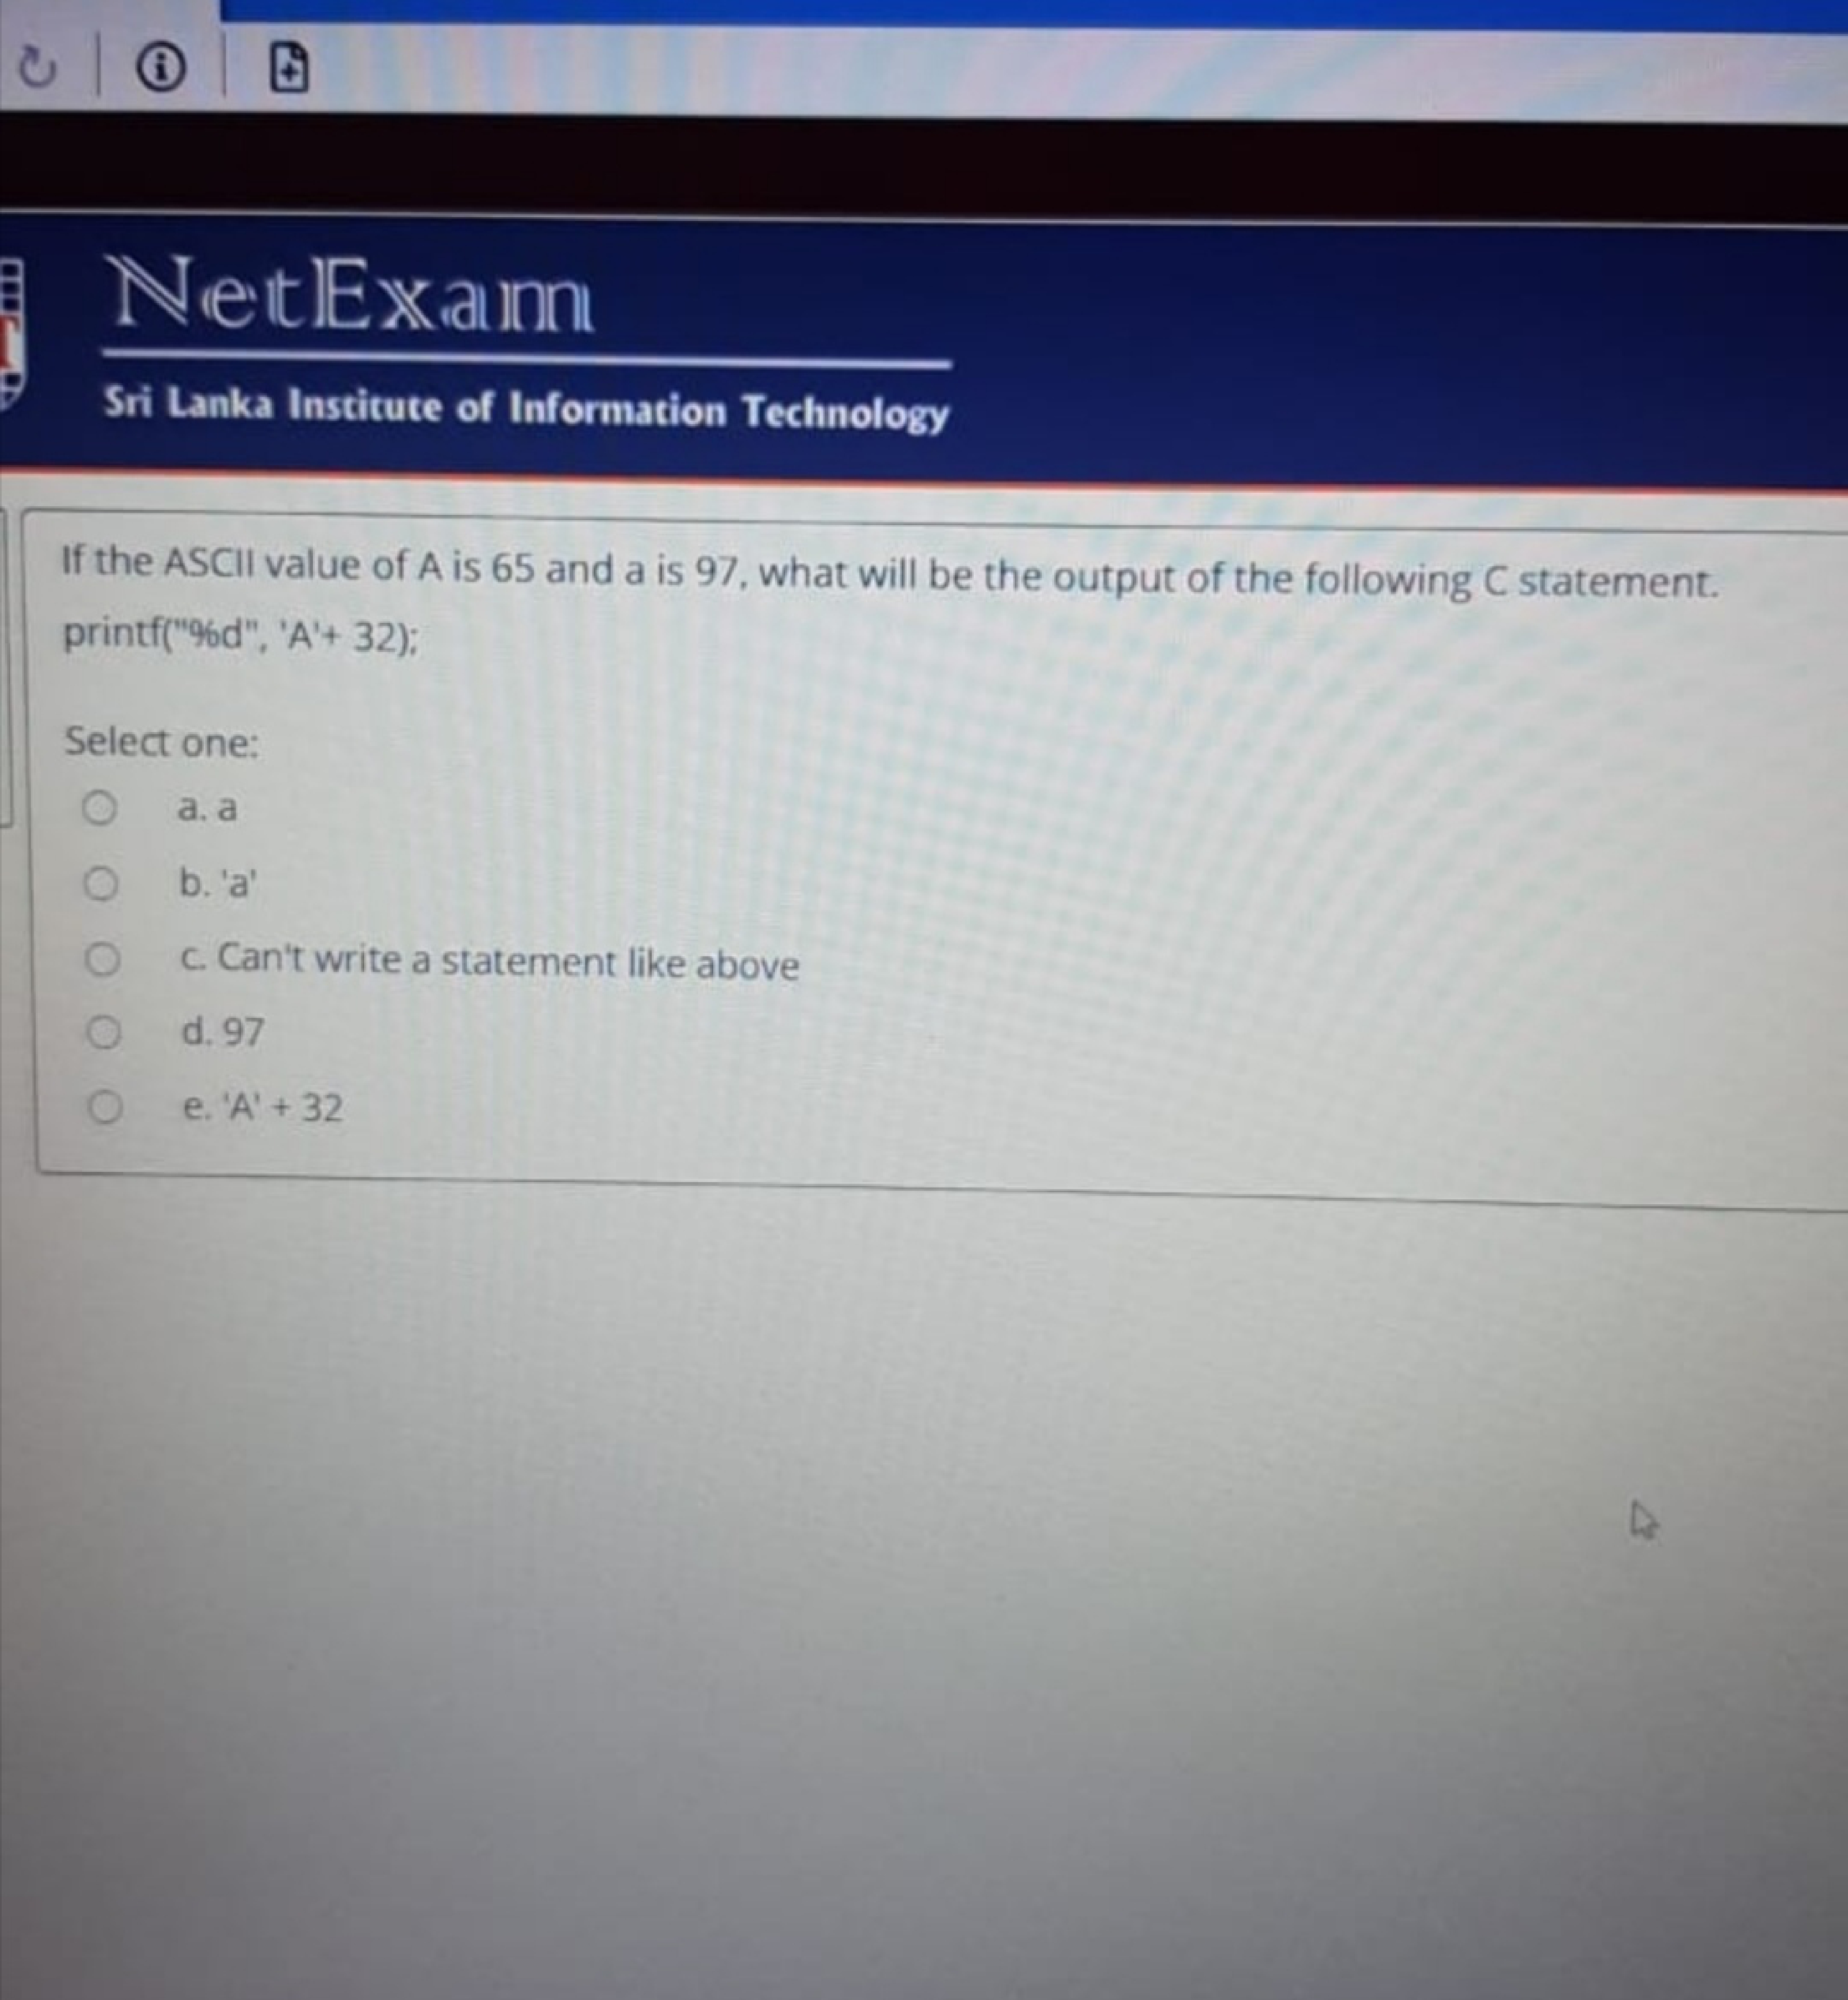 NetExam
Sri Lanka Institute of Information Technology
If the ASCII value of A is 65 and a is 97, what will be the output of the following C statement.
printf("%d", 'A'+ 32);
Select one:
a. a
b. 'a'
c. Can't write a statement like above
d. 97
e. 'A' + 32